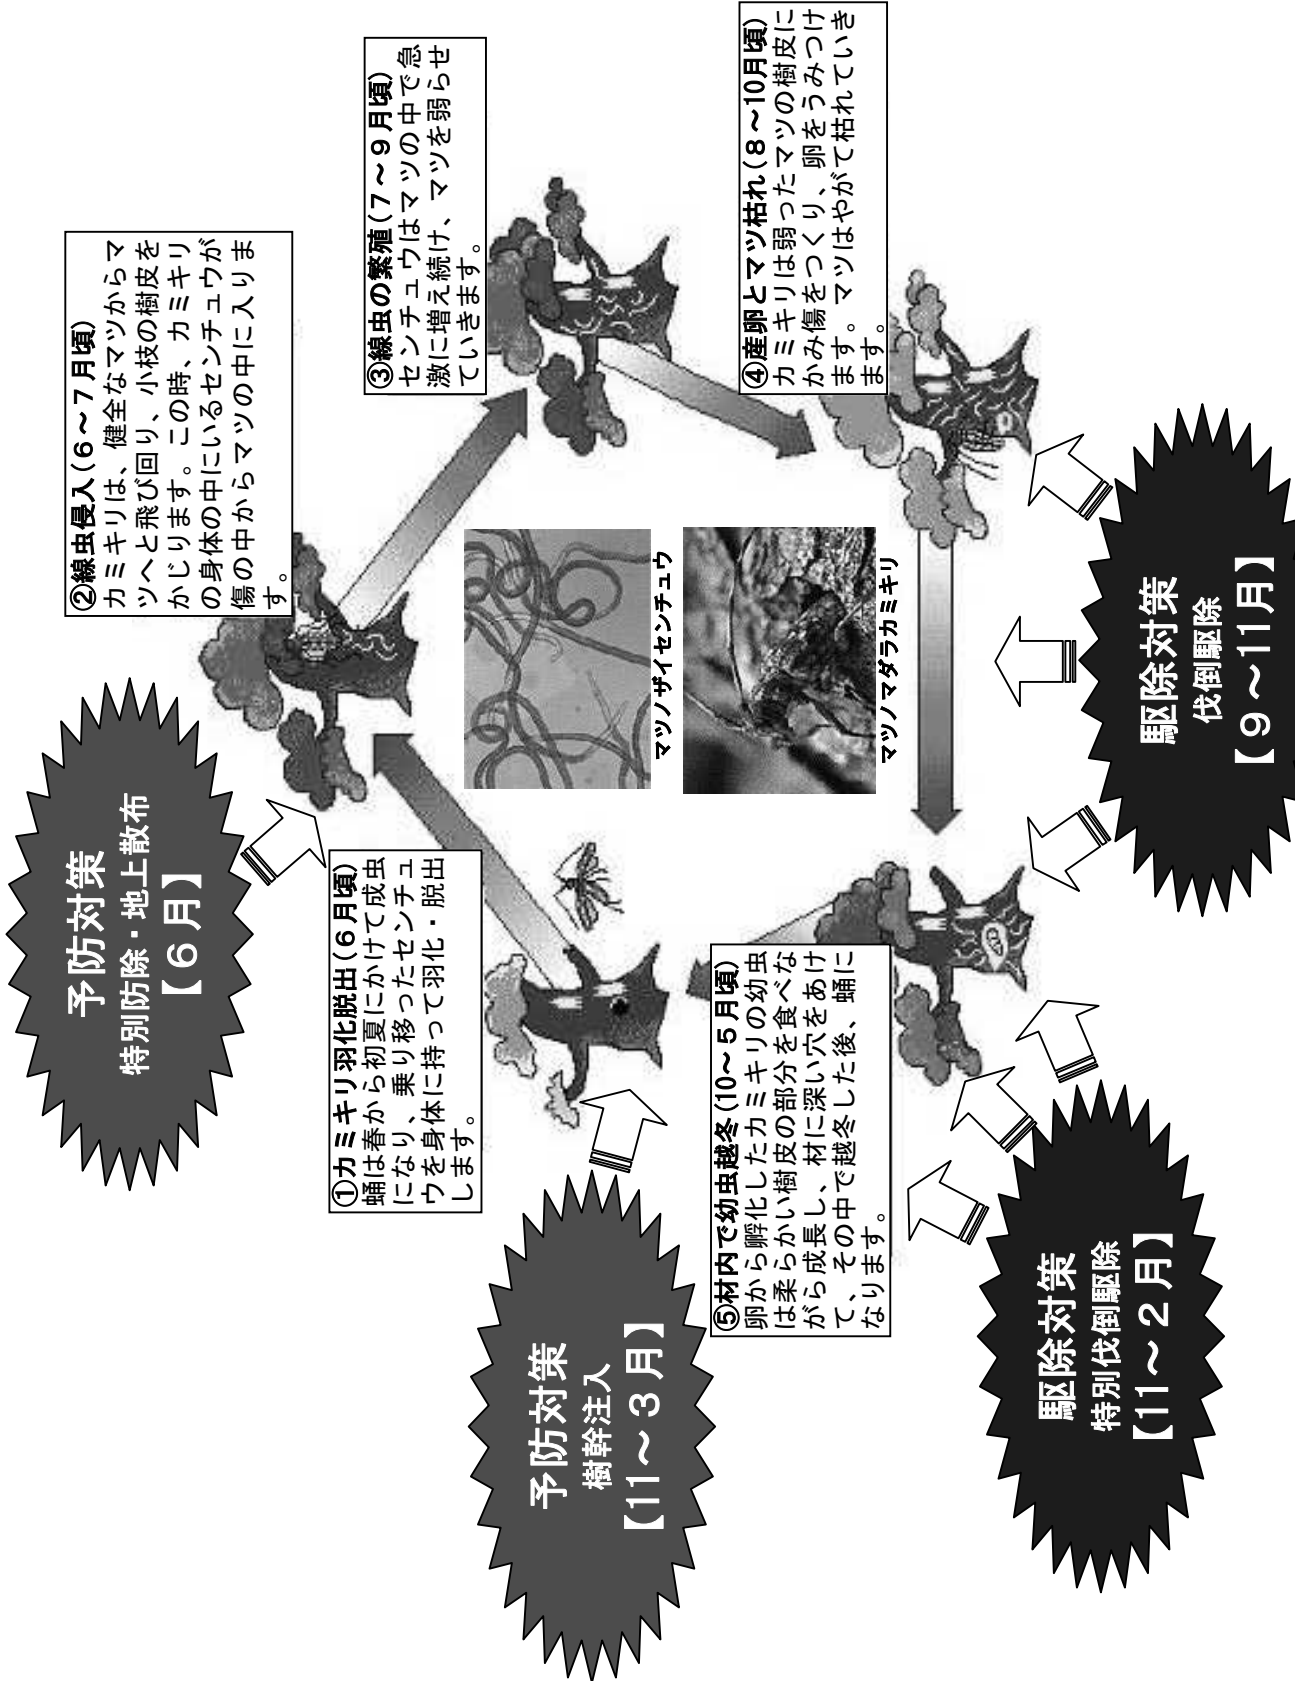 予防対策
特別防除・地上散布
【６月】
②線虫侵入(６～７月頃)
カミキリは、健全なマツからマ
ツへと飛び回り、小枝の樹皮を
かじります。この時、カミキリ
の身体の中にいるセンチュウが
傷の中からマツの中に入りま
す。
①カミキリ羽化脱出(６月頃)
蛹は春から初夏にかけて成虫
になり、乗り移ったセンチュ
ウを身体に持って羽化・脱出
します。
③線虫の繁殖(７～９月頃)
センチュウはマツの中で急
激に増え続け、マツを弱らせ
ていきます。
予防対策
樹幹注入
【11～３月】
マツノザイセンチュウ
マツノマダラカミキリ
⑤材内で幼虫越冬(10～５月頃)
卵から孵化したカミキリの幼虫
は柔らかい樹皮の部分を食べな
がら成長し、材に深い穴をあけ
て、その中で越冬した後、蛹に
なります。
④産卵とマツ枯れ(８～10月頃)
カミキリは弱ったマツの樹皮に
かみ傷をつくり、卵をうみつけ
ます。マツはやがて枯れていき
ます。
駆除対策
特別伐倒駆除
【11～２月】
駆除対策
伐倒駆除
【９～11月】